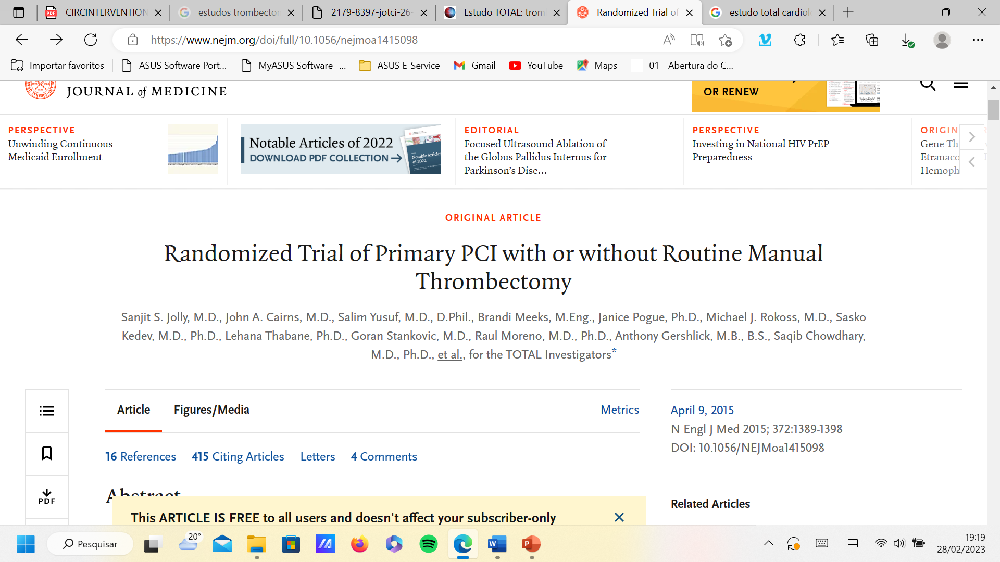 CIRCINTERVENTION
estudos trombector
2179-8397-jotci-26-
Estudo TOTAL: trom
Randomized Trial of
estudo total cardiol
https://www.nejm.org/doi/full/10.1056/nejmoa1415098
Importar favoritos
ASUS Software Port...
MyASUS Software -...
ASUS E-Service
Gmail
YouTube
Maps
01 - Abertura do C...
JOURNAL of MEDICINE
OR RENEW
PERSPECTIVE
Unwinding Continuous
Medicaid Enrollment
Notable Articles of 2022
DOWNLOAD PDF COLLECTION
Notable Articles
of 2022
EDITORIAL
Focused Ultrasound Ablation of
the Globus Pallidus Internus for
Parkinson's Dise...
PERSPECTIVE
Investing in National HIV PrEP
Preparedness
ORIGIN
Gene Th
Etranaco
Hemoph
ORIGINAL ARTICLE
Randomized Trial of Primary PCI with or without Routine Manual
Thrombectomy
Sanjit S. Jolly, M.D., John A. Cairns, M.D., Salim Yusuf, M.D., D.Phil., Brandi Meeks, M.Eng., Janice Pogue, Ph.D., Michael J. Rokoss, M.D., Sasko
Kedev, M.D., Ph.D., Lehana Thabane, Ph.D., Goran Stankovic, M.D., Raul Moreno, M.D., Ph.D., Anthony Gershlick, M.B., B.S., Saqib Chowdhary,
M.D., Ph.D., et al., for the TOTAL Investigators*
Article
Figures/Media
Metrics
16 References
415 Citing Articles
Letters
4 Comments
April 9, 2015
N Engl J Med 2015; 372:1389-1398
DOI: 10.1056/NEJMoa1415098
PDF
Abstract
This ARTICLE IS FREE to all users and doesn't affect your subscriber-only
Related Articles
Pesquisar
20°
19:19
28/02/2023